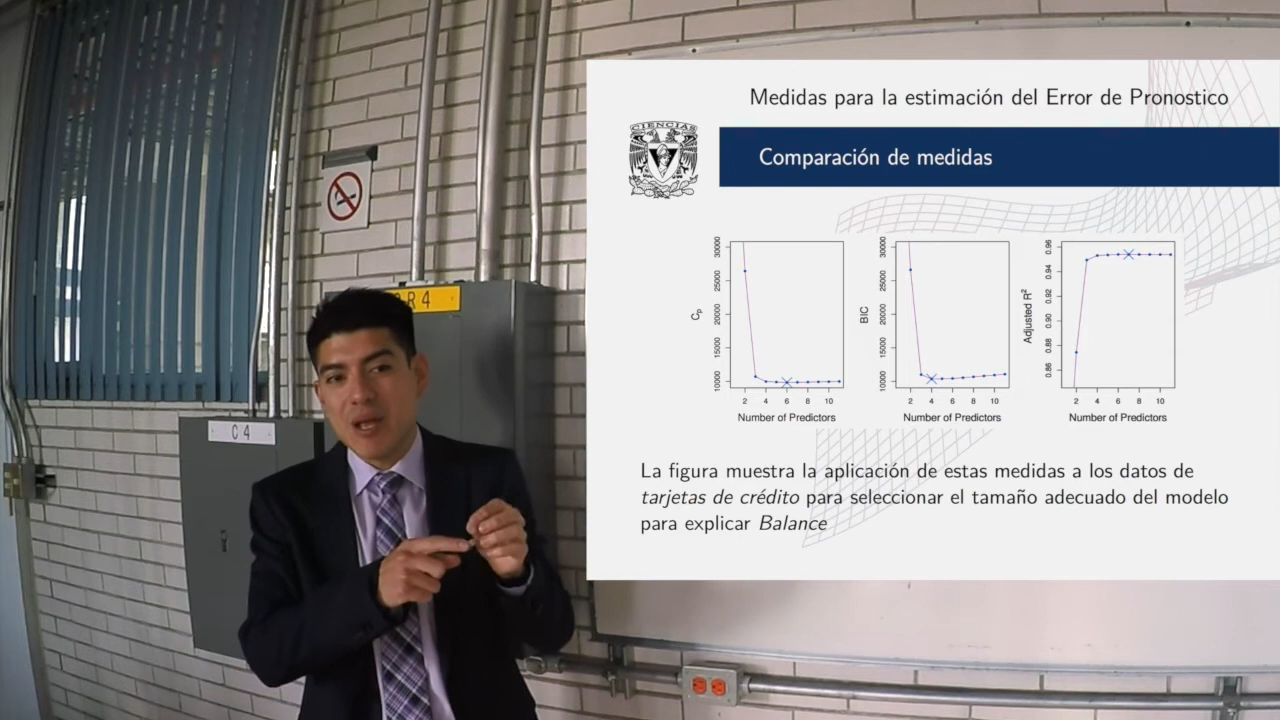 Medidas para la estimación del Error de Pronostico
CIENCIAS
Comparación de medidas
R4
C4
30000
25000
20000
15000
10000
Cp
2 4 6 8 10
Number of Predictors
30000
25000
20000
15000
10000
BIC
2 4 6 8 10
Number of Predictors
0.96
0.94
0.92
0.90
0.88
0.86
Adjusted R²
2 4 6 8 10
Number of Predictors
La figura muestra la aplicación de estas medidas a los datos de
tarjetas de crédito para seleccionar el tamaño adecuado del modelo
para explicar Balance